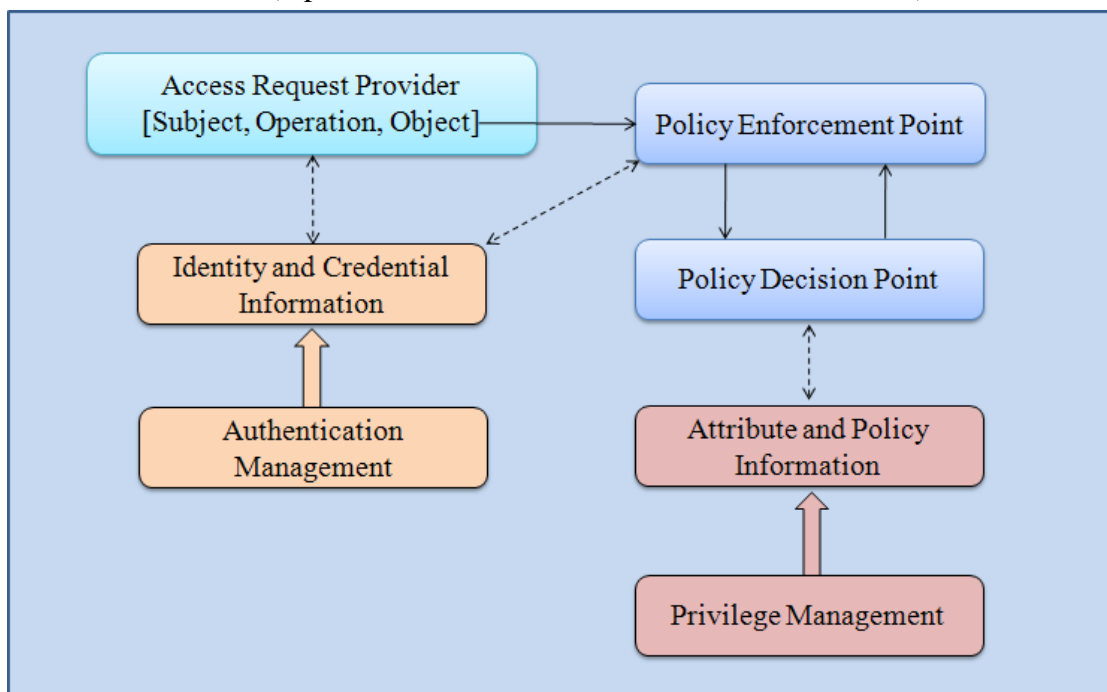 Access Request Provider
[Subject, Operation, Object]
Policy Enforcement Point
Identity and Credential
Information
Policy Decision Point
Authentication
Management
Attribute and Policy
Information
Privilege Management